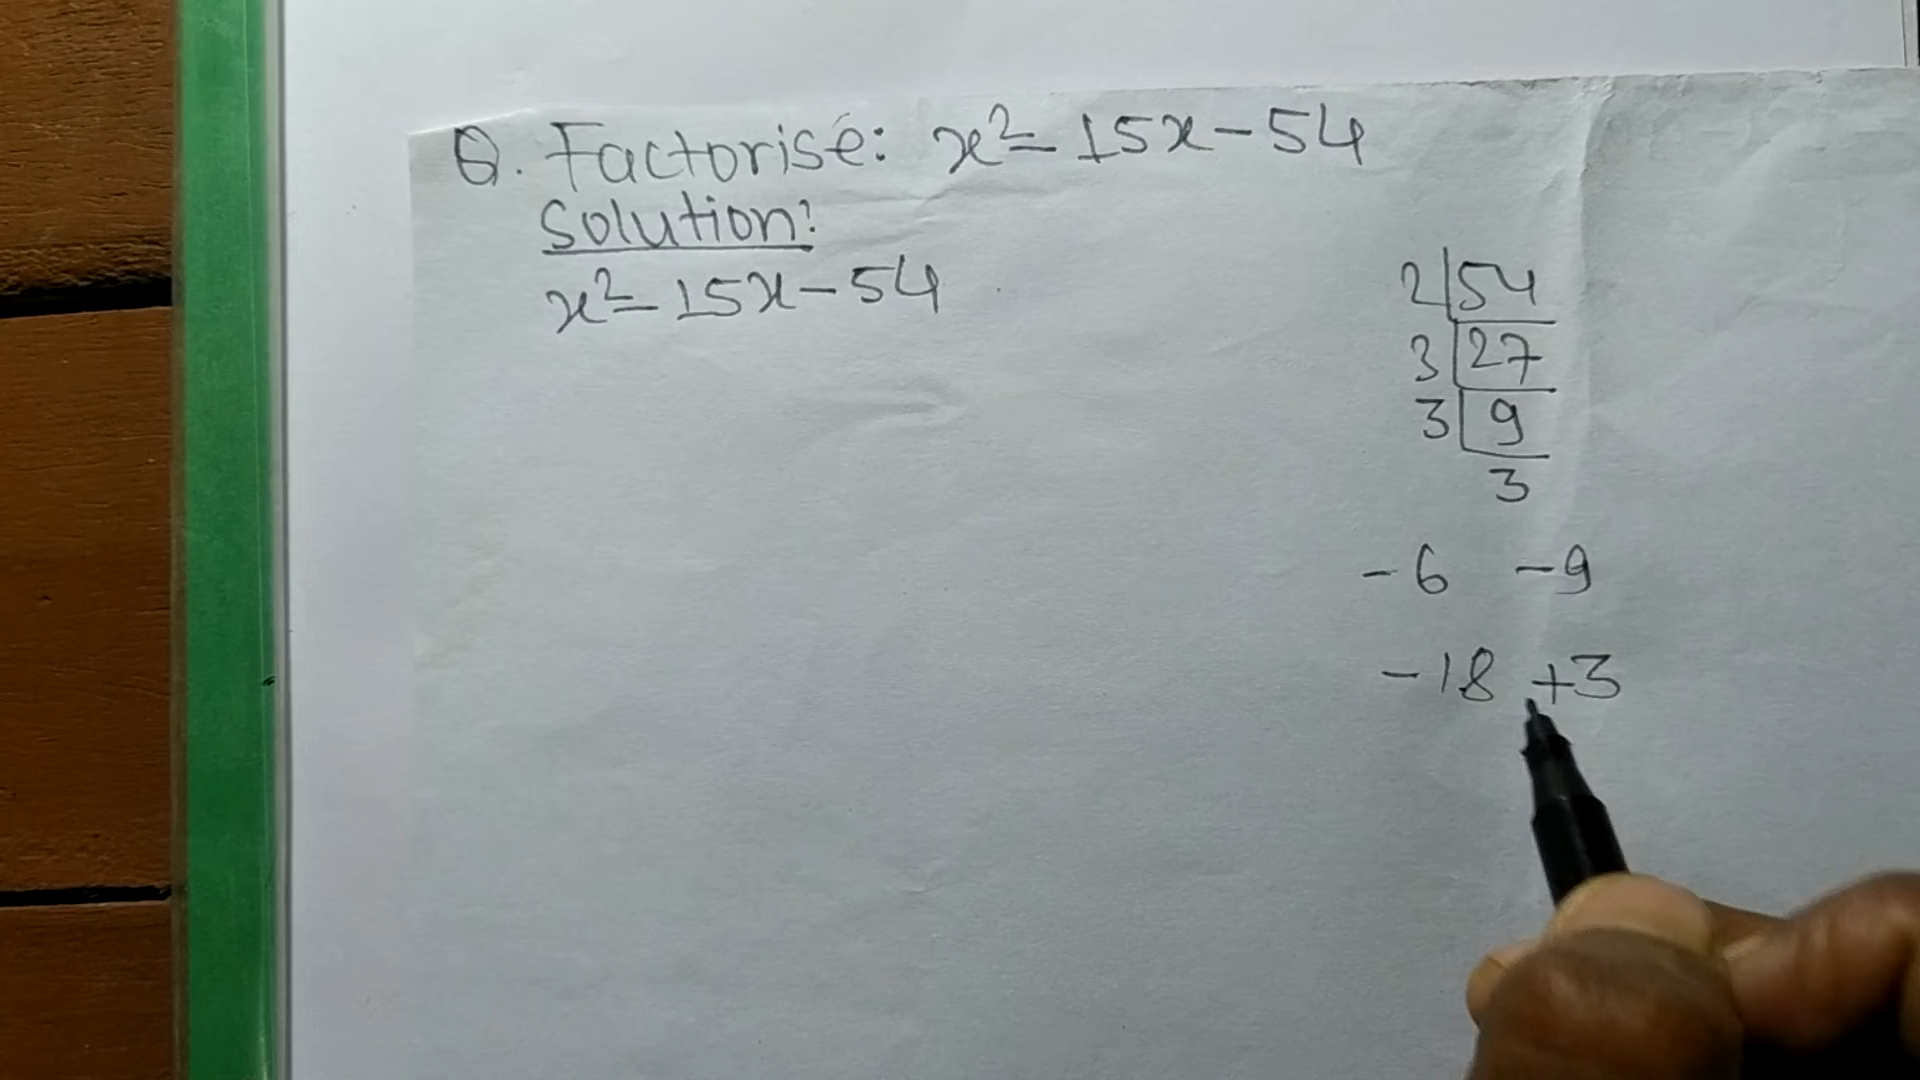 Q. Factorise: x²-15x-54
Solution:
x²-15x-54
2|54
3|27
3|9
3
-6 -9
-18 +3